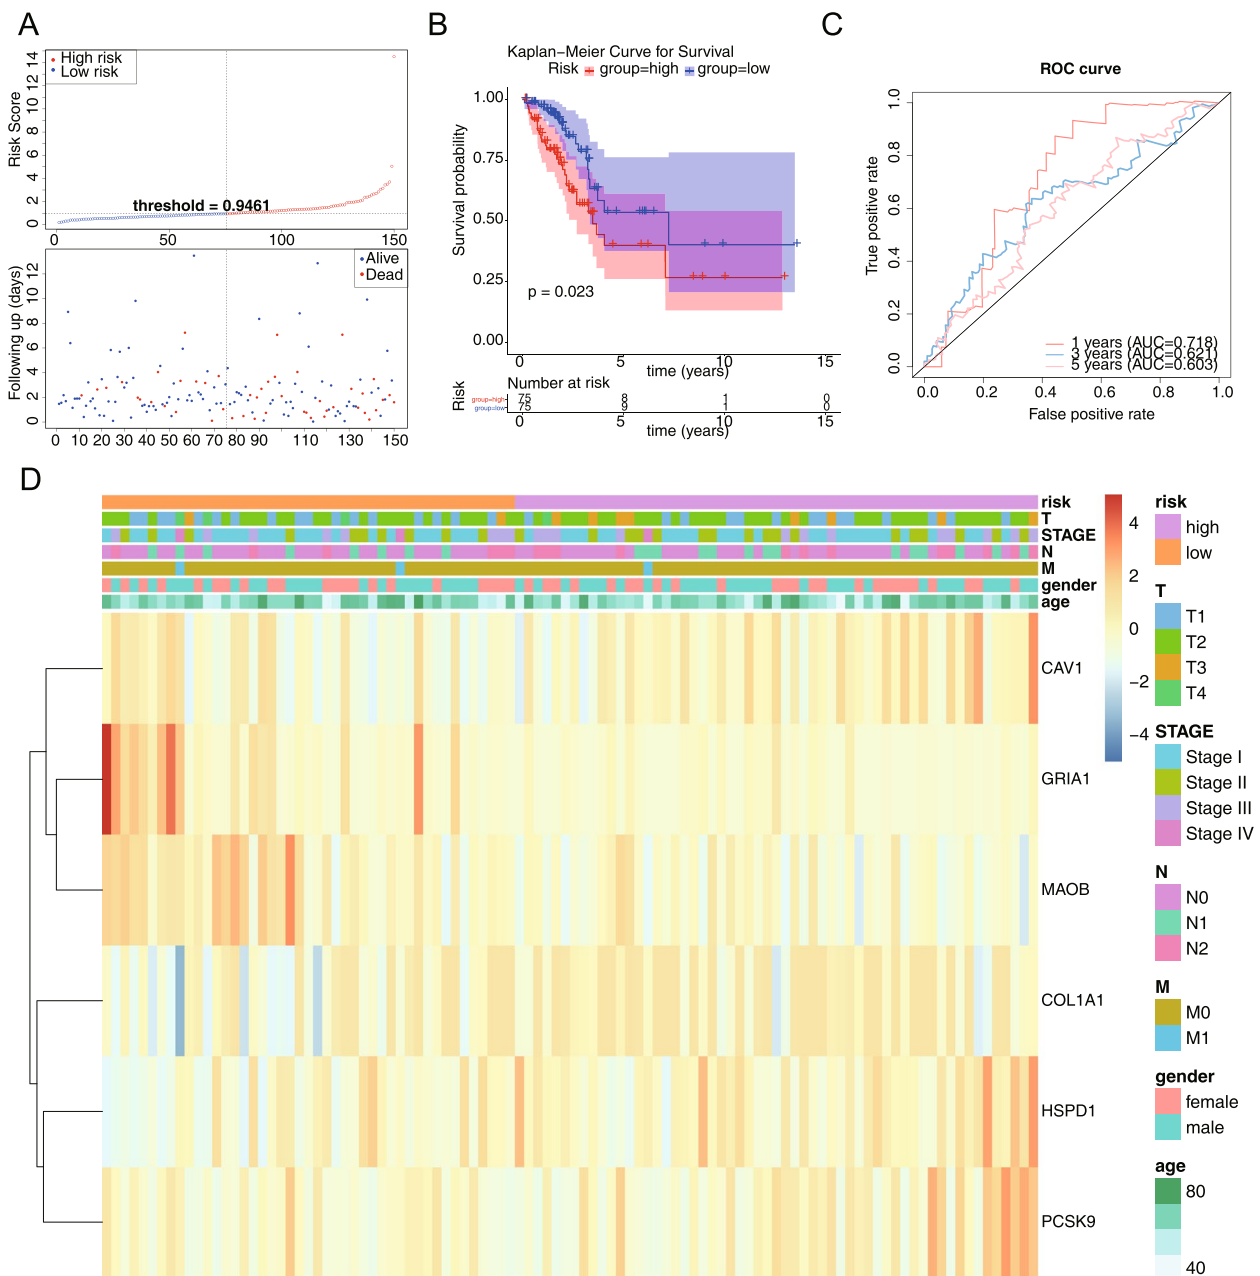 A
High risk
Low risk
Risk Score
0 2 4 6 8 10 12 14
threshold = 0.9461
0 50 100 150
Alive
Dead
Following up (days)
0 2 4 6 8 10 12
0 10 20 30 40 50 60 70 80 90 110 130 150
B
Kaplan−Meier Curve for Survival
Risk group=high group=low
Survival probability
1.00
0.75
0.50
0.25
0.00
p = 0.023
0 5 10 15
time (years)
Number at risk
Risk
group=high 75 8 1 0
group=low 75 9 1 0
0 5 10 15
time (years)
C
ROC curve
True positive rate
0.0 0.2 0.4 0.6 0.8 1.0
1 years (AUC=0.718)
3 years (AUC=0.621)
5 years (AUC=0.603)
0.0 0.2 0.4 0.6 0.8 1.0
False positive rate
D
risk
T
STAGE
N
M
gender
age
CAV1
GRIA1
MAOB
COL1A1
HSPD1
PCSK9
4
2
0
−2
−4
risk
high
low
T
T1
T2
T3
T4
STAGE
Stage I
Stage II
Stage III
Stage IV
N
N0
N1
N2
M
M0
M1
gender
female
male
age
80
40